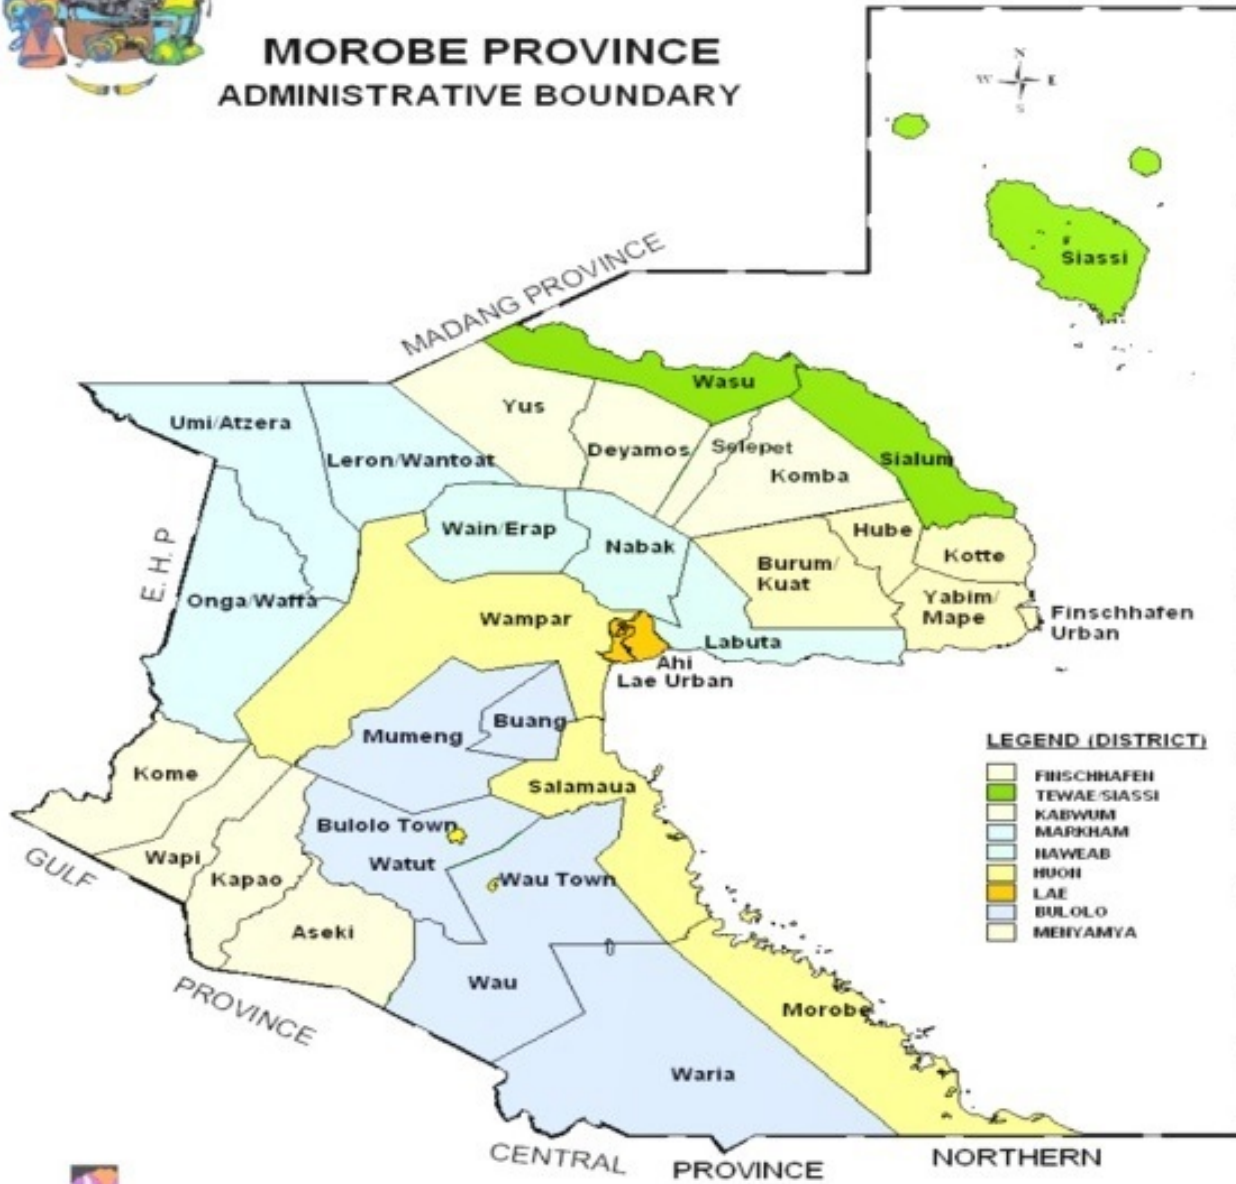 MOROBE PROVINCE
ADMINISTRATIVE BOUNDARY
N
W E
S
Siassi
MADANG PROVINCE
Wasu
Umi/Atzera
Yus
Leron/Wantoat
Deyamos
Selepet
Komba
Sialum
Wain/Erap
Nabak
Hube
Kotte
Burum/
Kuat
E.H.P
Onga/Waffa
Wampar
Yabim/
Mape
Finschhafen
Urban
Labuta
Ahi
Lae Urban
Buang
Mumeng
Kome
Salamaua
Bulolo Town
Watut
Wapi
Kapao
Wau Town
Aseki
GULF
PROVINCE
Wau
Morobe
Waria
CENTRAL
PROVINCE
NORTHERN
LEGEND (DISTRICT)
FINSCHHAFEN
TEWAE/SIASSI
KABWUM
MARKHAM
NAWEAB
HUON
LAE
BULOLO
MENYAMYA